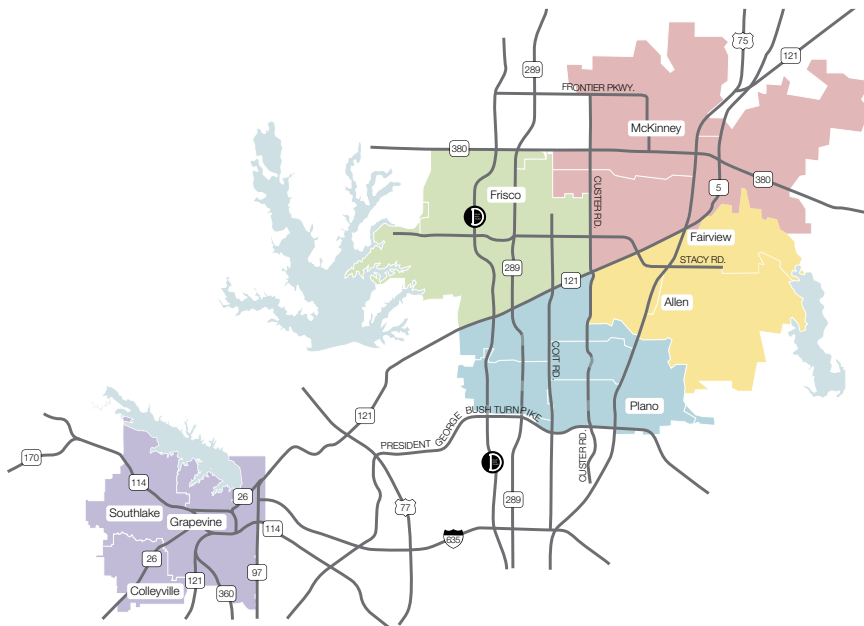 75
121
289
FRONTIER PKWY.
McKinney
380
380
5
Frisco
CUSTER RD.
D
Fairview
STACY RD.
289
121
Allen
COIT RD.
Plano
121
PRESIDENT GEORGE BUSH TURNPIKE
CUSTER RD.
170
D
114
26
289
77
Southlake
Grapevine
114
635
26
97
121
360
Colleyville